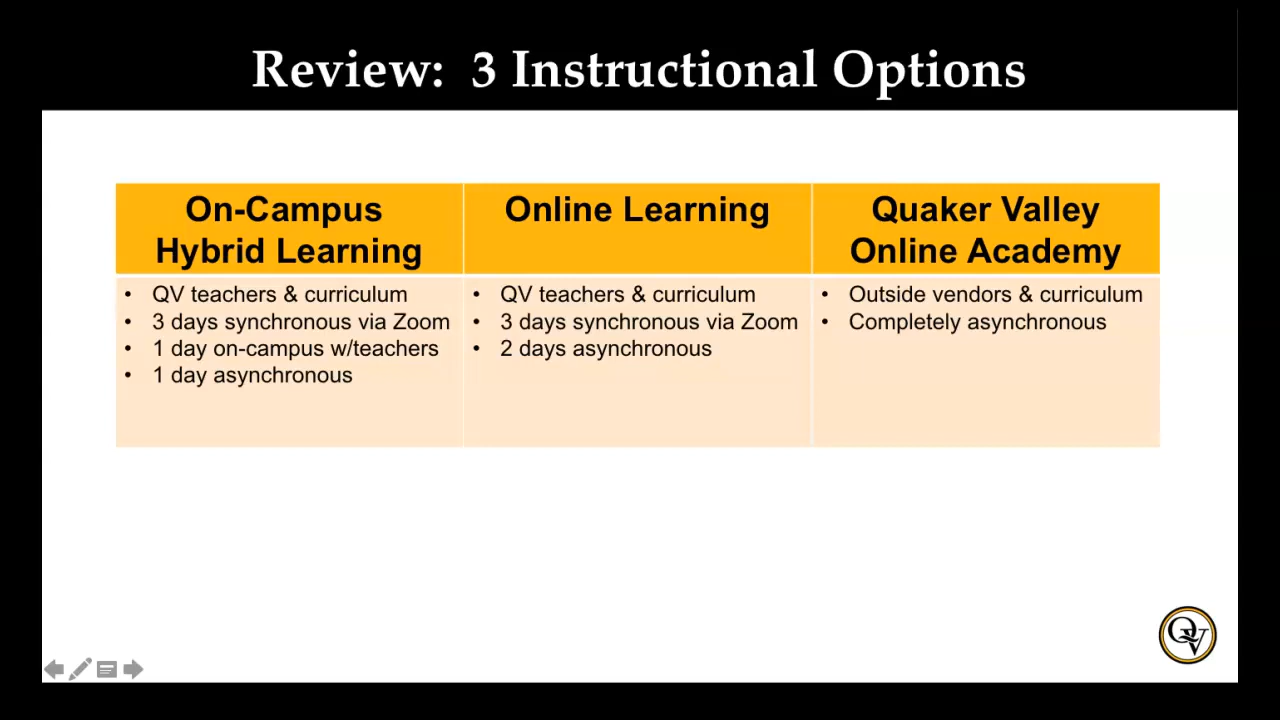 Review: 3 Instructional Options
On-Campus
Hybrid Learning
Online Learning
Quaker Valley
Online Academy
• QV teachers & curriculum
• 3 days synchronous via Zoom
• 1 day on-campus w/teachers
• 1 day asynchronous
• QV teachers & curriculum
• 3 days synchronous via Zoom
• 2 days asynchronous
• Outside vendors & curriculum
• Completely asynchronous
QV